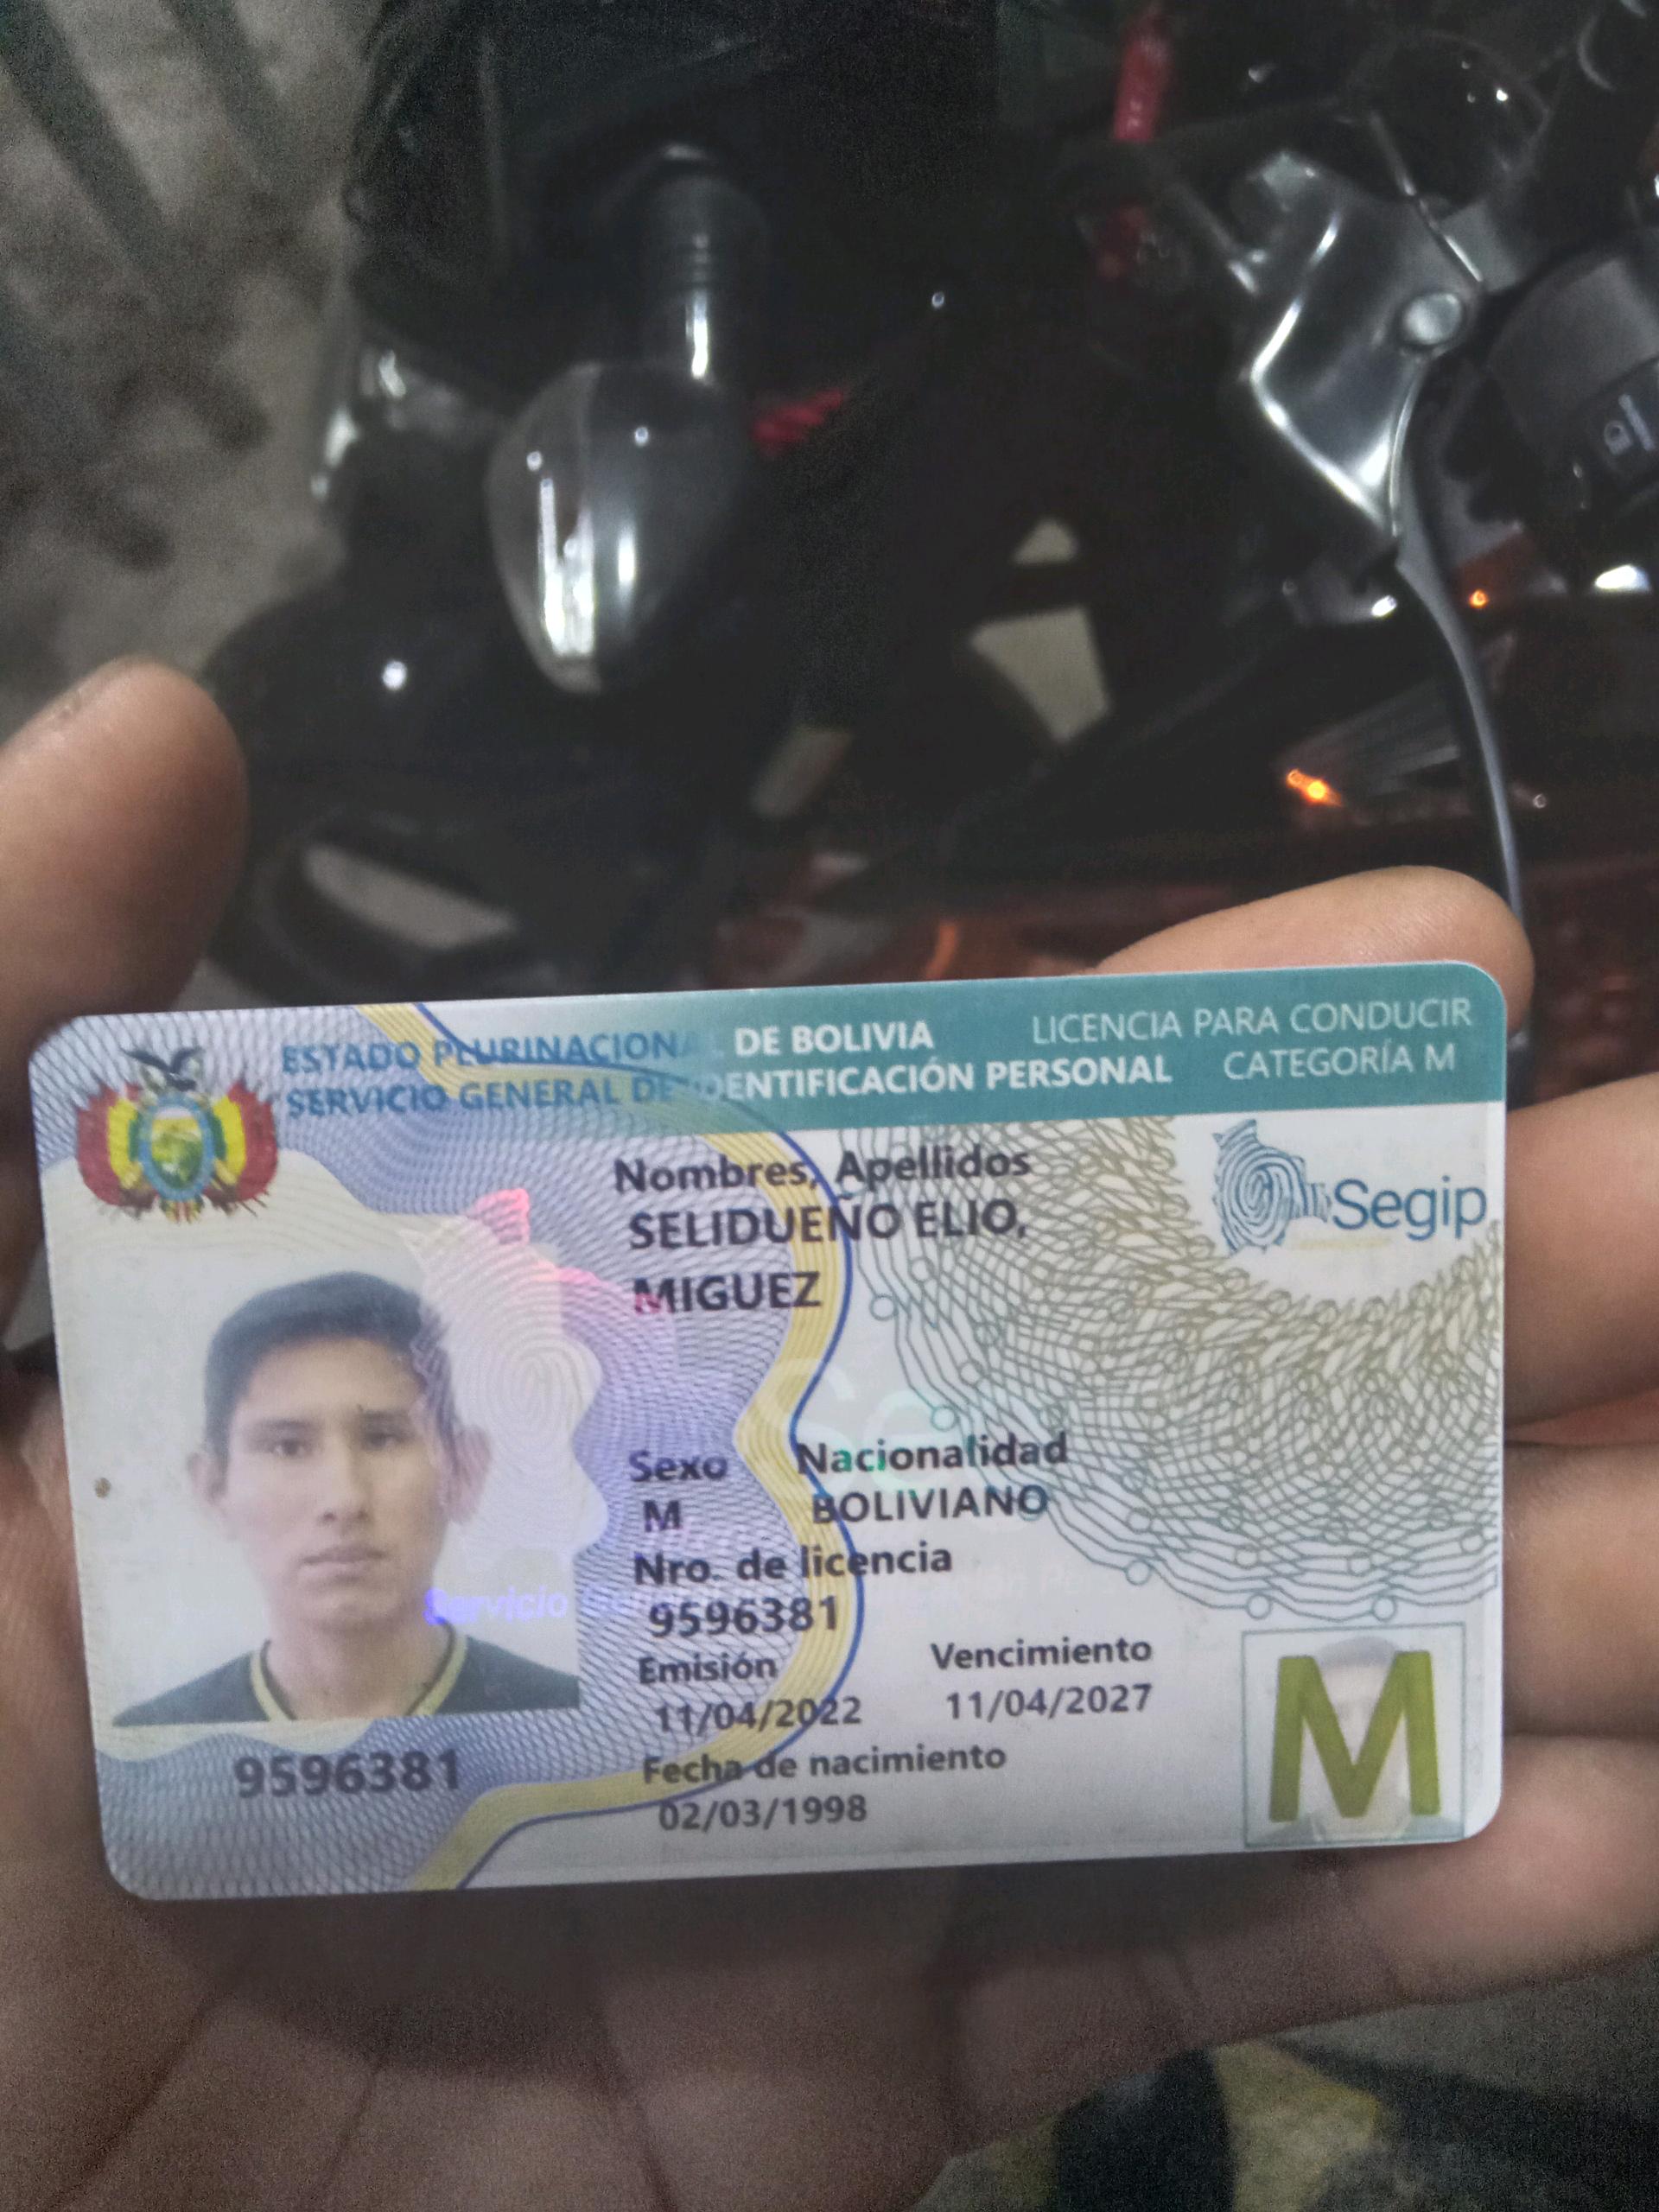 ESTADO PLURINACIONAL DE BOLIVIA
SERVICIO GENERAL DE IDENTIFICACIÓN PERSONAL
LICENCIA PARA CONDUCIR
CATEGORÍA M
Segip
Nombres, Apellidos
SELIDUEÑO ELIO,
MIGUEZ
Sexo Nacionalidad
M BOLIVIANO
Nro. de licencia
9596381
Servicio
Emisión Vencimiento
11/04/2022 11/04/2027
Fecha de nacimiento
02/03/1998
9596381
M